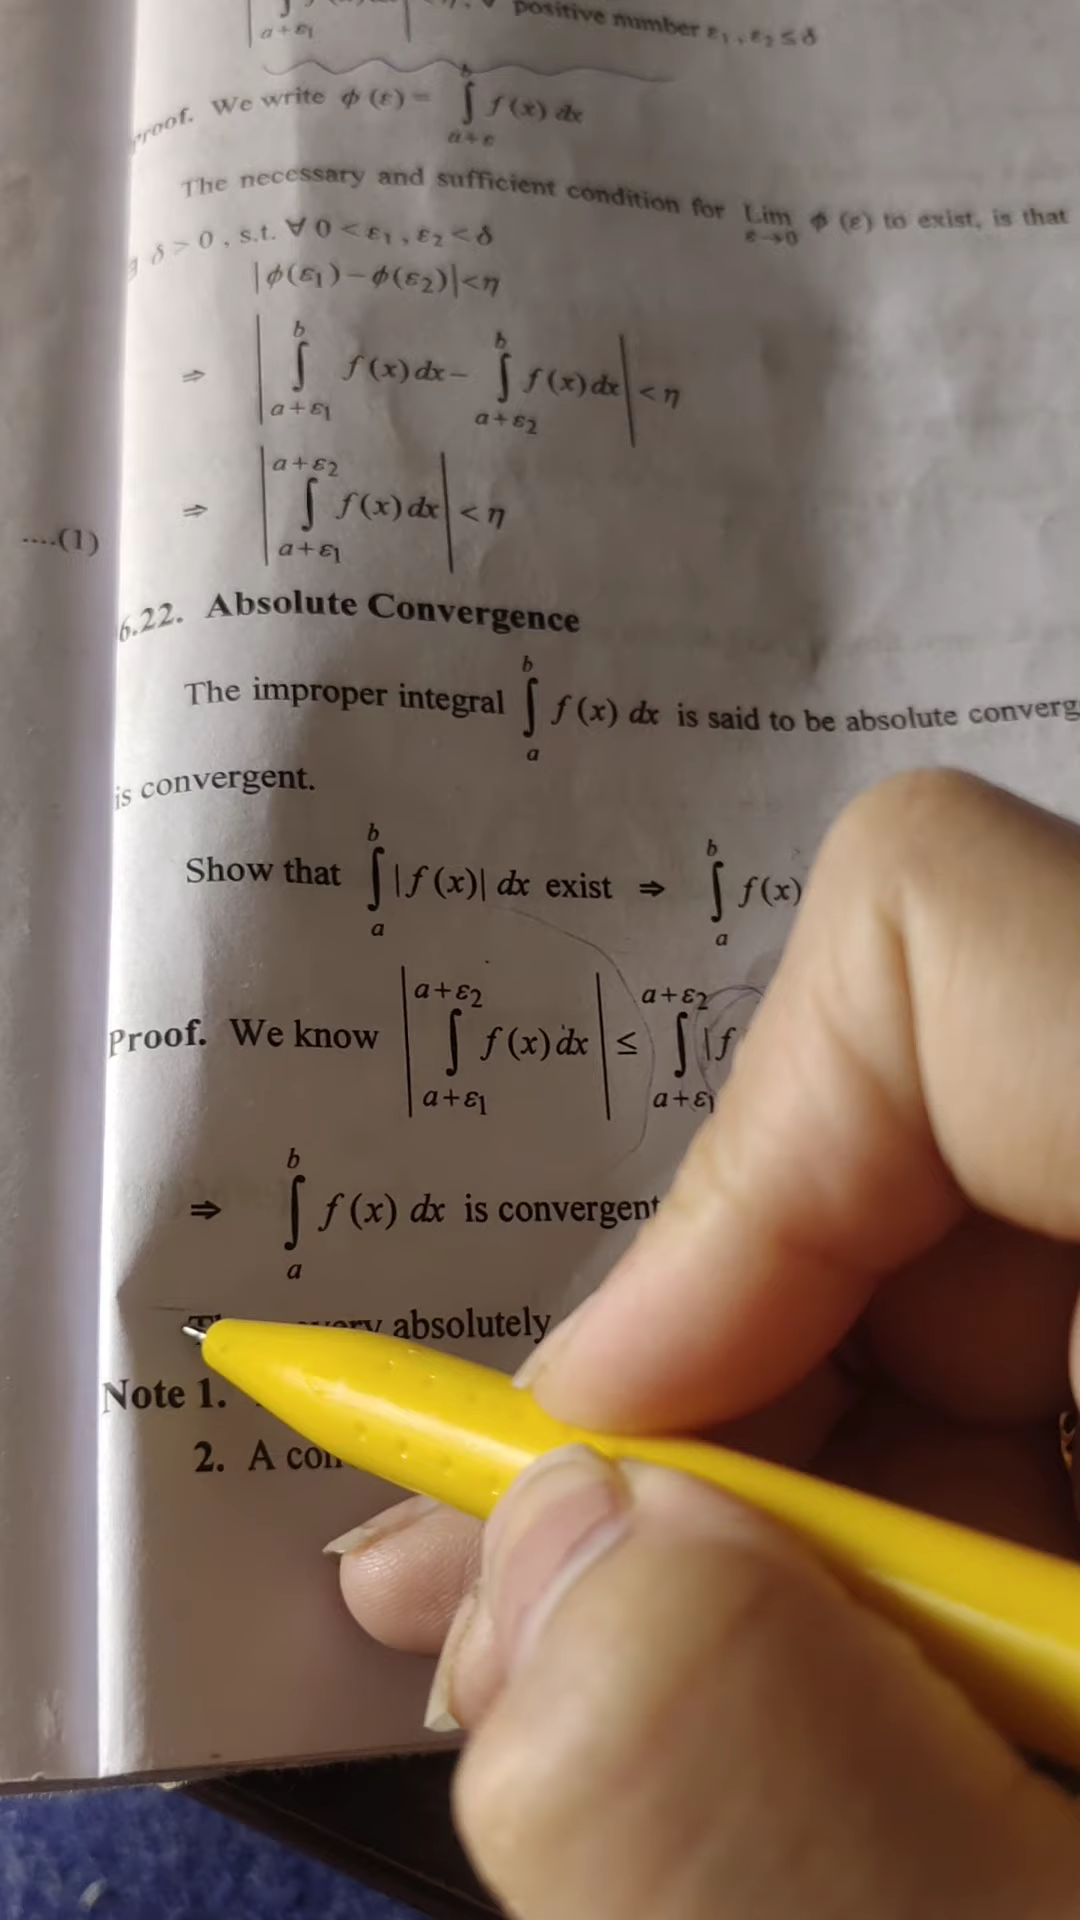 a+ε₁
positive number ε₁, ε₂ ≤ δ
Proof. We write φ(ε) = ∫ f(x) dx
b
a+ε
The necessary and sufficient condition for Lim φ(ε) to exist, is that
ε→0
∃ δ > 0, s.t. ∀ 0 < ε₁, ε₂ < δ
|φ(ε₁) − φ(ε₂)| < η
b b
⇒ | ∫ f(x) dx − ∫ f(x) dx | < η
a+ε₁ a+ε₂
a+ε₂
⇒ | ∫ f(x) dx | < η
....(1)
a+ε₁
6.22. Absolute Convergence
b
The improper integral ∫ f(x) dx is said to be absolute converg
a
is convergent.
b b
Show that ∫ |f(x)| dx exist ⇒ ∫ f(x)
a a
a+ε₂ a+ε₂
Proof. We know | ∫ f(x) dx | ≤ ∫ |f
a+ε₁ a+ε₁
b
⇒ ∫ f(x) dx is convergent
a
absolutely
Note 1.
2. A